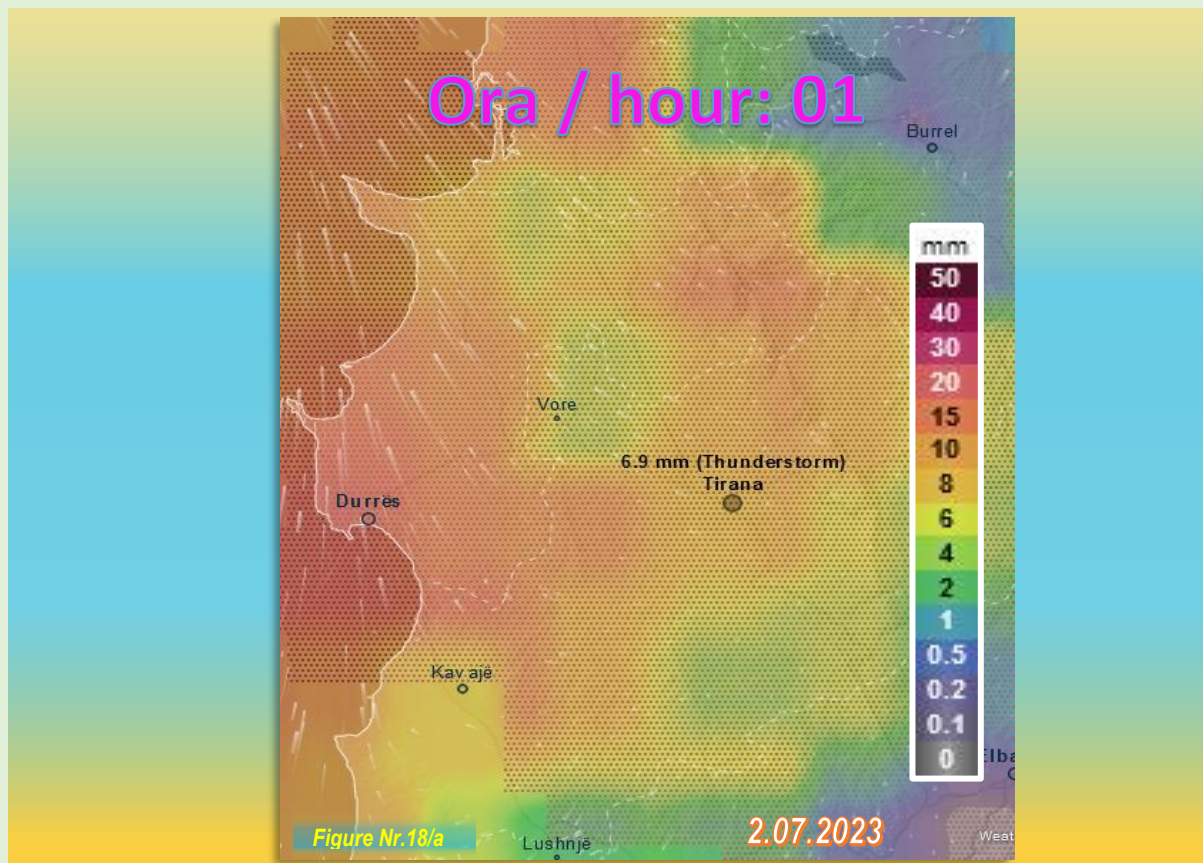 Ora / hour: 01
Burrel
mm
50
40
30
20
15
10
8
6
4
2
1
0.5
0.2
0.1
0
Vore
6.9 mm (Thunderstorm)
Tirana
Durrës
Kavajë
Elba
Figure Nr.18/a
2.07.2023
West
Lushnjë